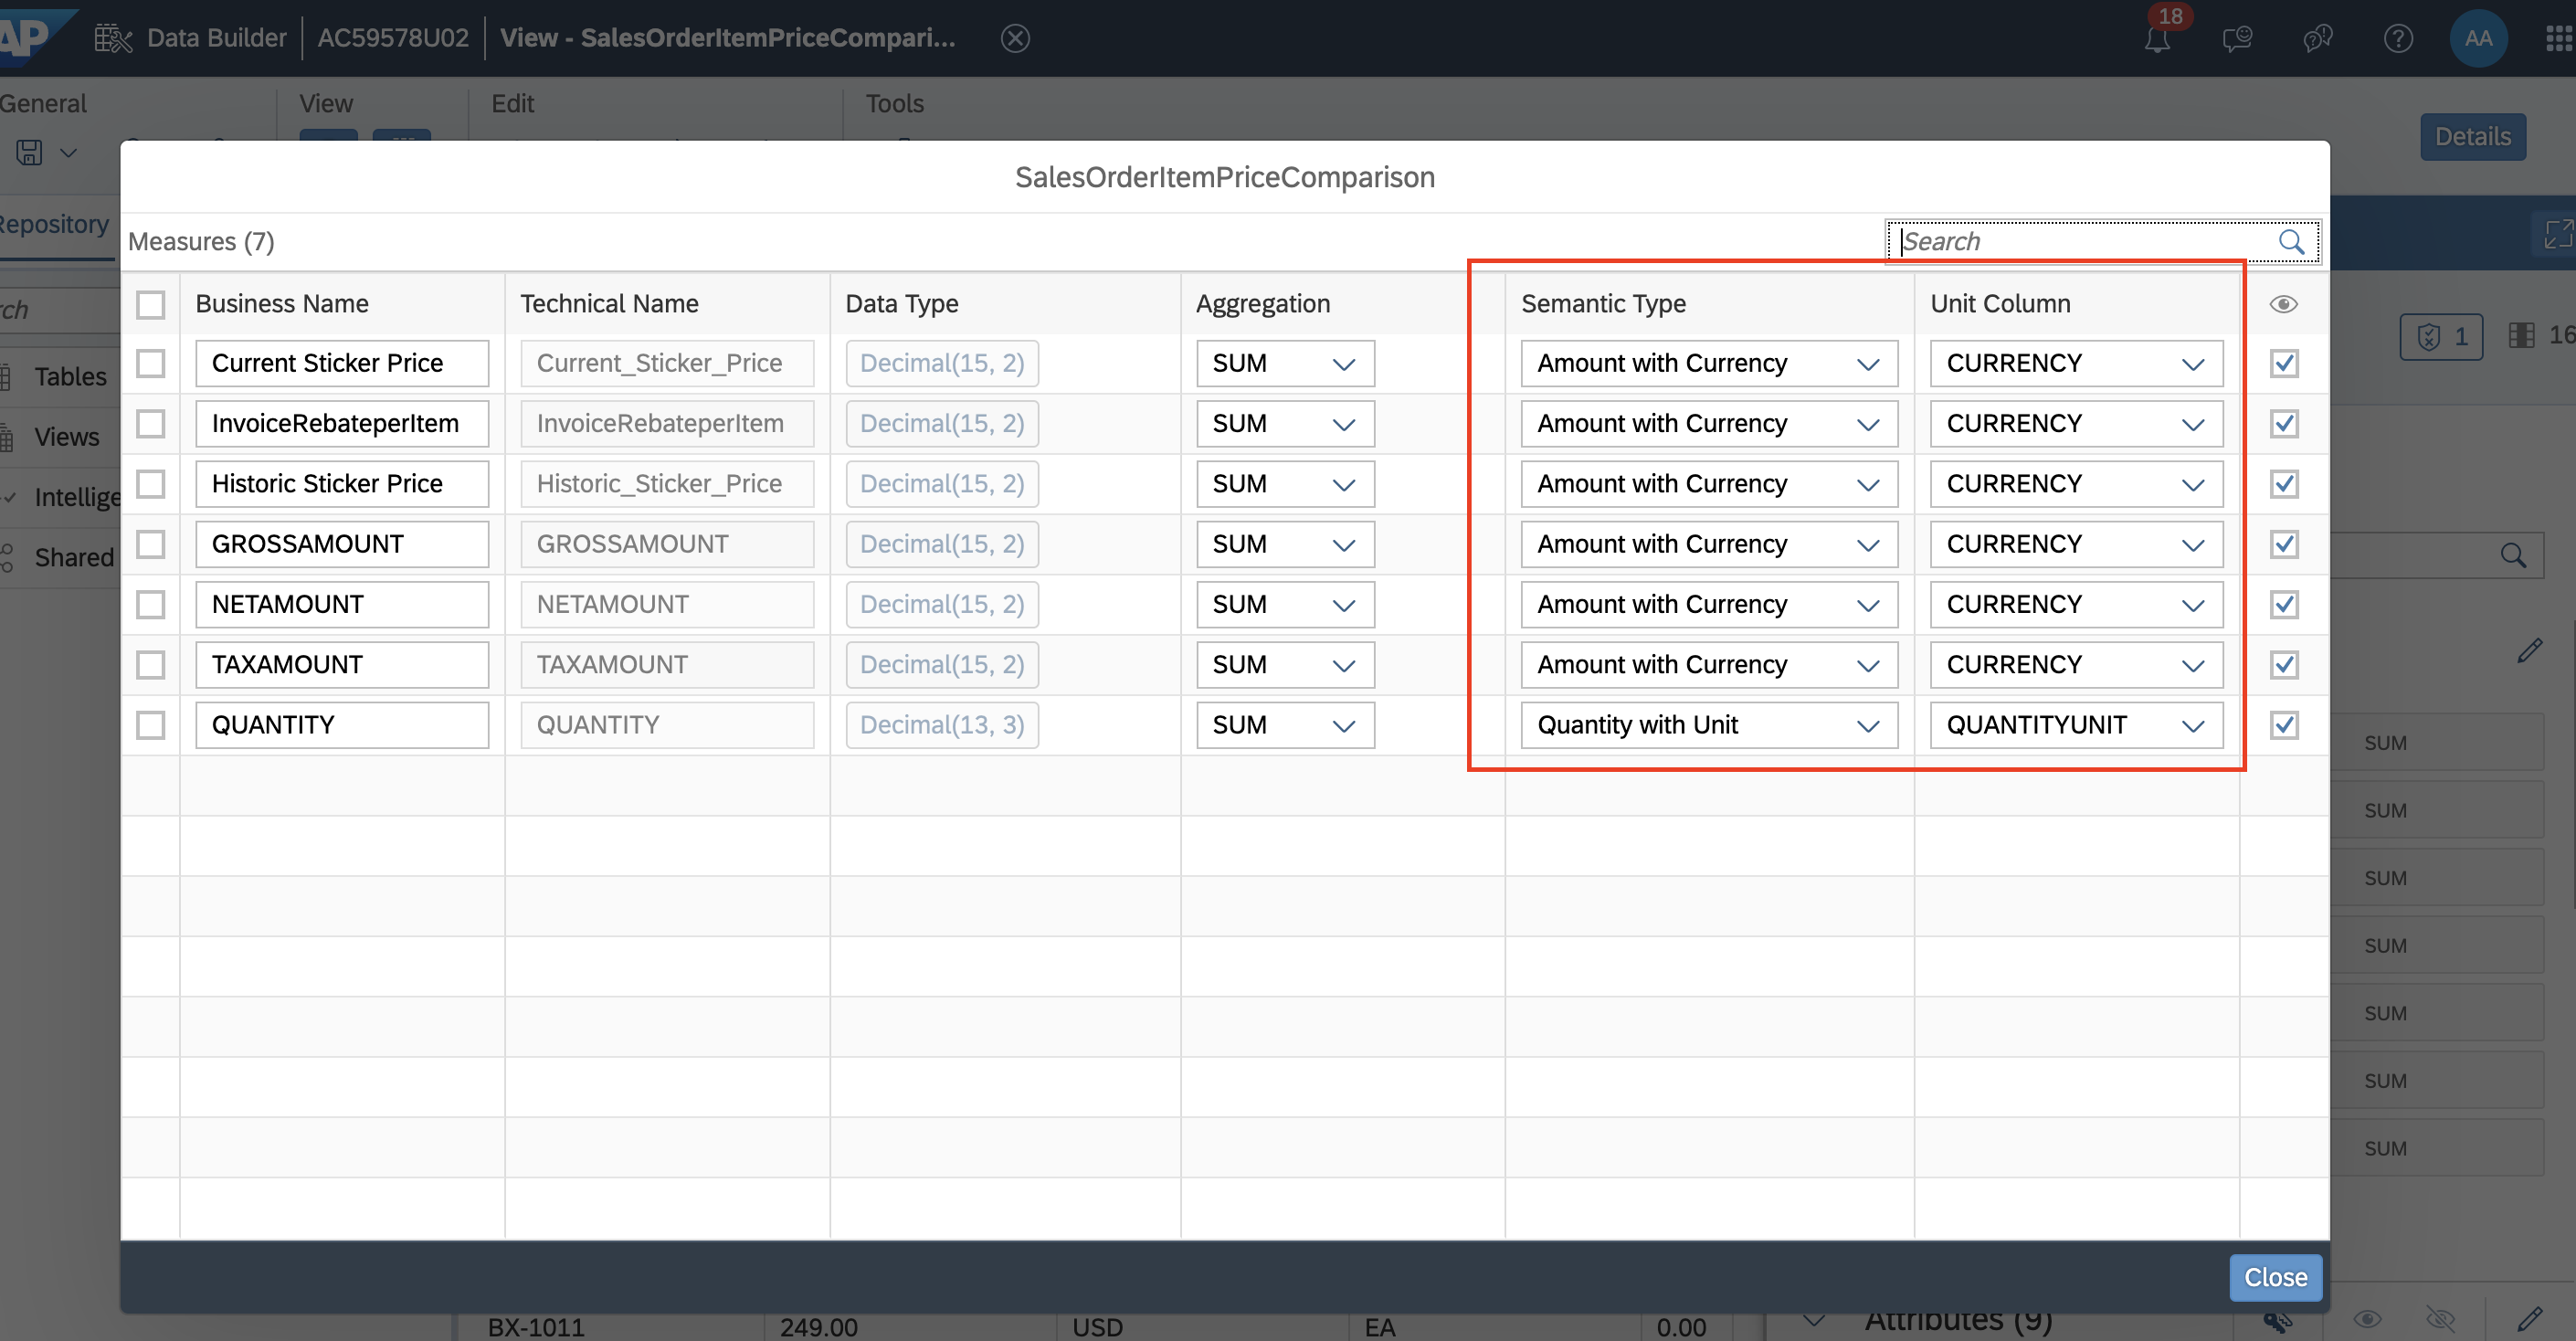 AP Data Builder AC59578U02 View - SalesOrderItemPriceCompari... 18 AA
General View Edit Tools
Details
SalesOrderItemPriceComparison
Repository
Measures (7) Search
Business Name Technical Name Data Type Aggregation Semantic Type Unit Column
rch
1 16
Current Sticker Price Current_Sticker_Price Decimal(15, 2) SUM Amount with Currency CURRENCY
Tables
InvoiceRebateperItem InvoiceRebateperItem Decimal(15, 2) SUM Amount with Currency CURRENCY
Views
Historic Sticker Price Historic_Sticker_Price Decimal(15, 2) SUM Amount with Currency CURRENCY
Intellige
GROSSAMOUNT GROSSAMOUNT Decimal(15, 2) SUM Amount with Currency CURRENCY
Shared
NETAMOUNT NETAMOUNT Decimal(15, 2) SUM Amount with Currency CURRENCY
TAXAMOUNT TAXAMOUNT Decimal(15, 2) SUM Amount with Currency CURRENCY
QUANTITY QUANTITY Decimal(13, 3) SUM Quantity with Unit QUANTITYUNIT
SUM
SUM
SUM
SUM
SUM
SUM
SUM
Close
BX-1011 249.00 USD EA 0.00 Attributes (9)